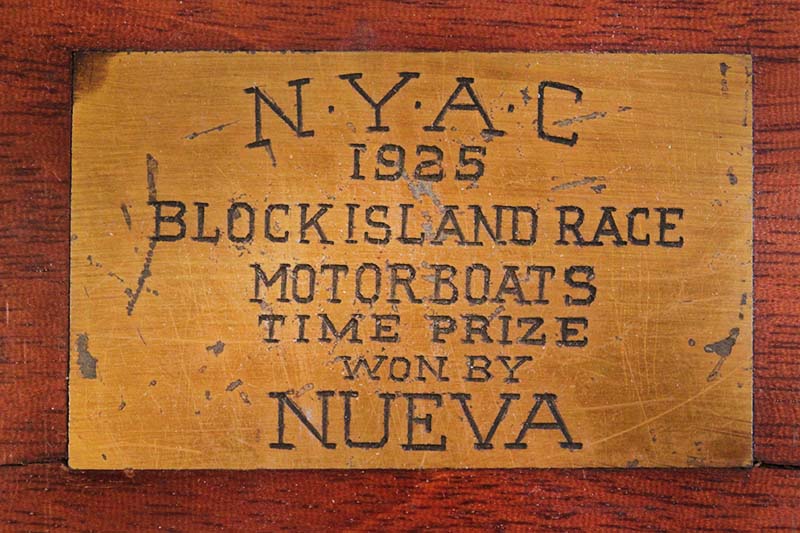 N·Y·A·C
1925
BLOCK ISLAND RACE
MOTORBOATS
TIME PRIZE
WON BY
NUEVA